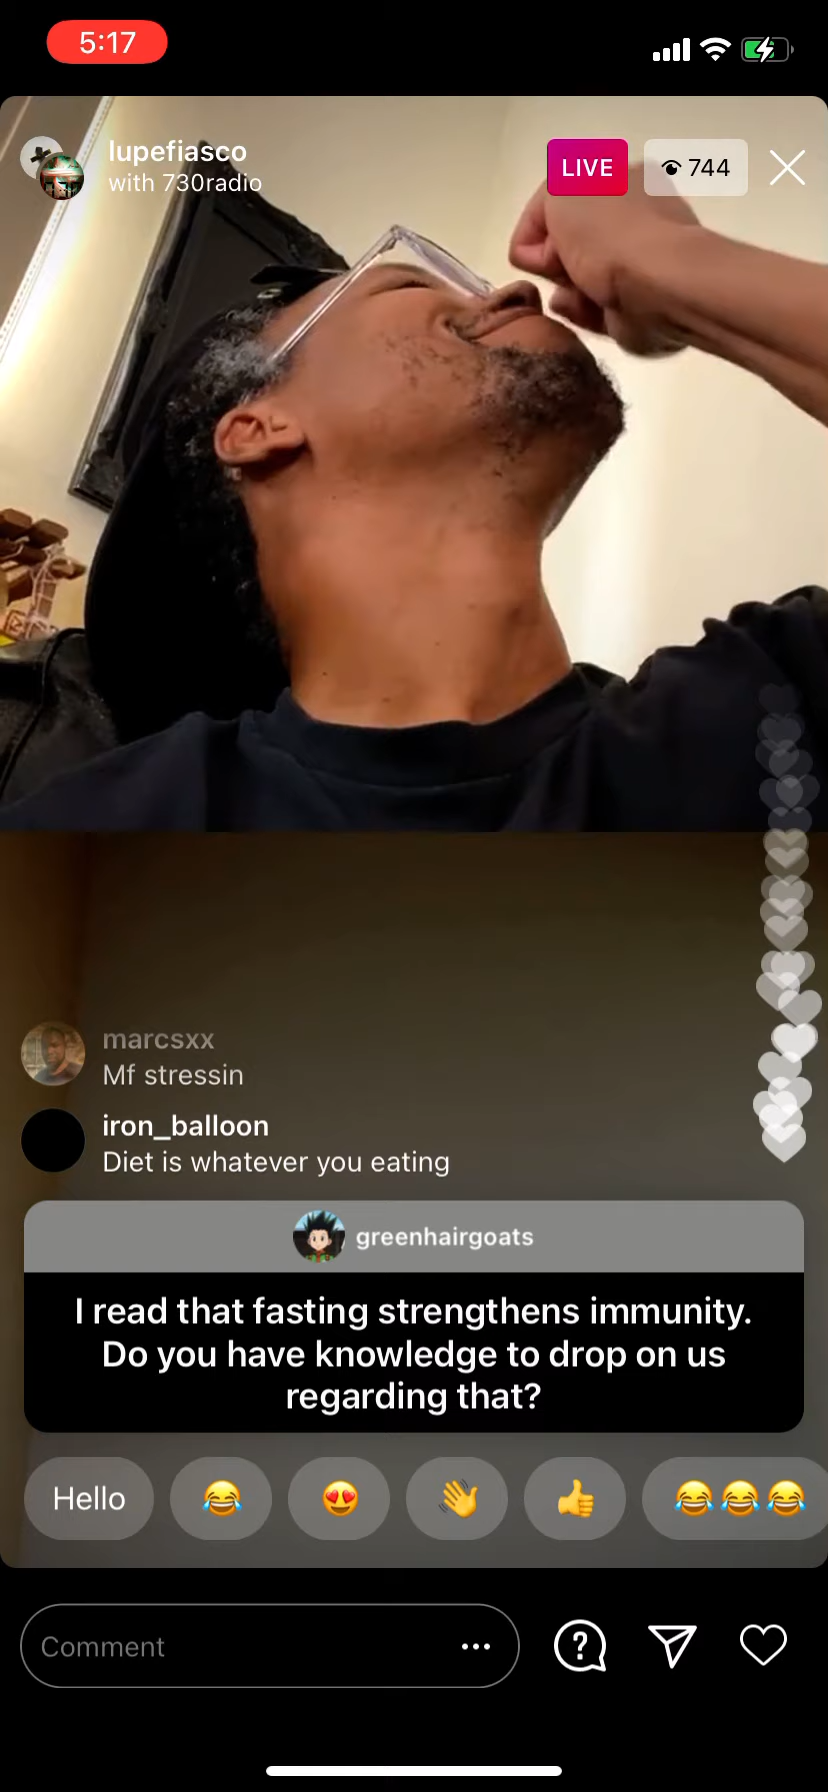 5:17
lupefiasco
with 730radio
LIVE
744
marcsxx
Mf stressin
iron_balloon
Diet is whatever you eating
greenhairgoats
I read that fasting strengthens immunity.
Do you have knowledge to drop on us
regarding that?
Hello
Comment